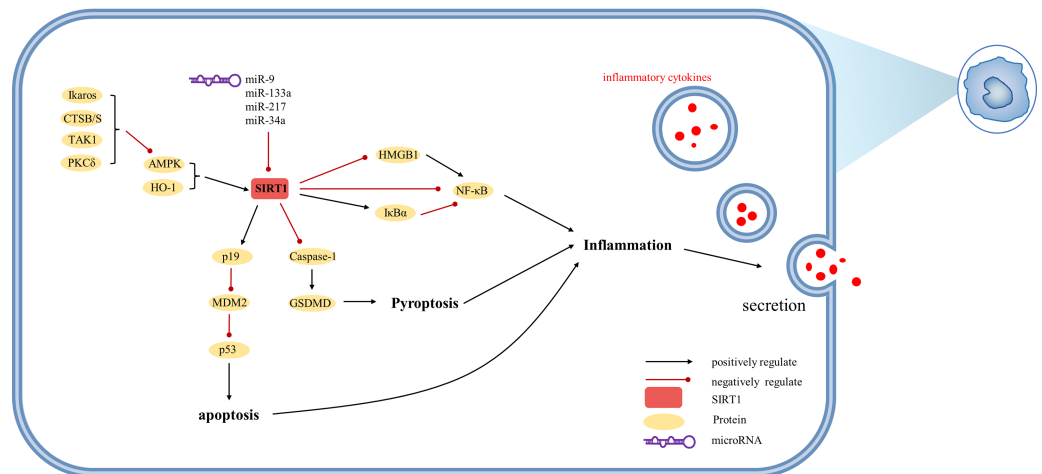 inflammatory cytokines
miR-9
miR-133a
miR-217
miR-34a
Ikaros
CTSB/S
TAK1
PKCδ
AMPK
HO-1
SIRT1
HMGB1
NF-κB
IκBα
p19
Caspase-1
MDM2
GSDMD
Pyroptosis
p53
apoptosis
Inflammation
secretion
positively regulate
negatively regulate
SIRT1
Protein
microRNA